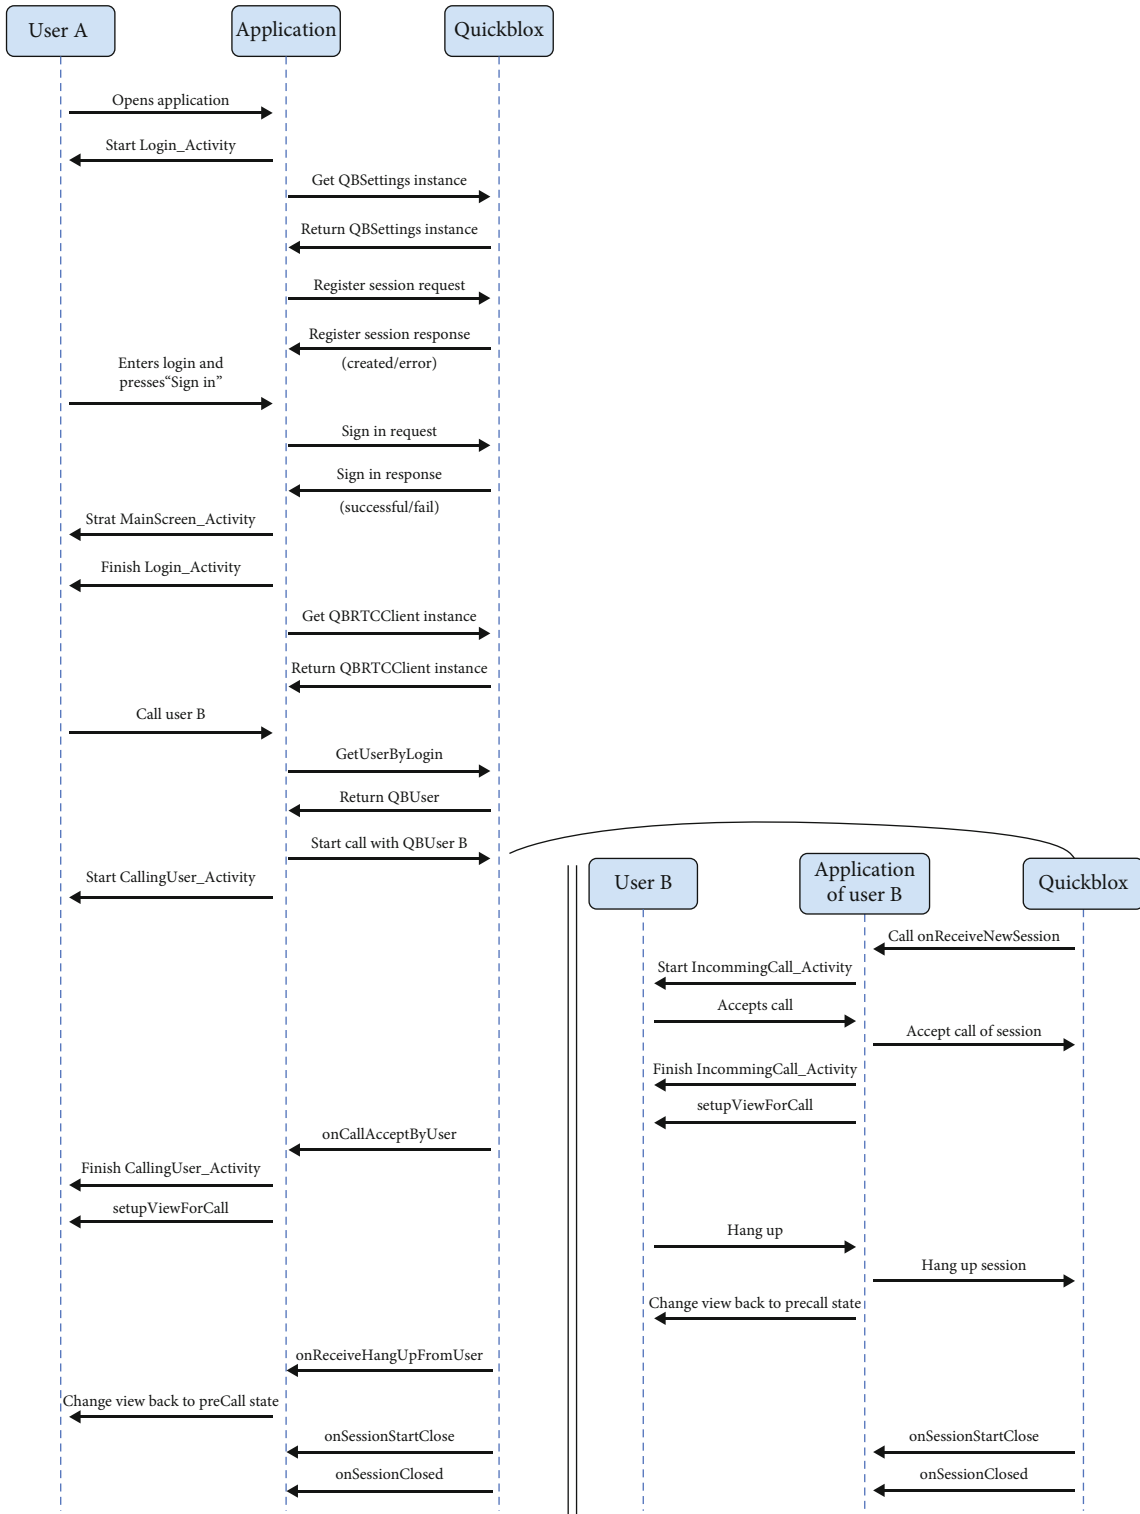 User A
Application
Quickblox
Opens application
Start Login_Activity
Get QBSettings instance
Return QBSettings instance
Register session request
Register session response
(created/error)
Enters login and
presses“Sign in”
Sign in request
Sign in response
(successful/fail)
Strat MainScreen_Activity
Finish Login_Activity
Get QBRTCClient instance
Return QBRTCClient instance
Call user B
GetUserByLogin
Return QBUser
Start call with QBUser B
Start CallingUser_Activity
onCallAcceptByUser
Finish CallingUser_Activity
setupViewForCall
onReceiveHangUpFromUser
Change view back to preCall state
onSessionStartClose
onSessionClosed
User B
Application
of user B
Quickblox
Call onReceiveNewSession
Start IncommingCall_Activity
Accepts call
Accept call of session
Finish IncommingCall_Activity
setupViewForCall
Hang up
Hang up session
Change view back to precall state
onSessionStartClose
onSessionClosed